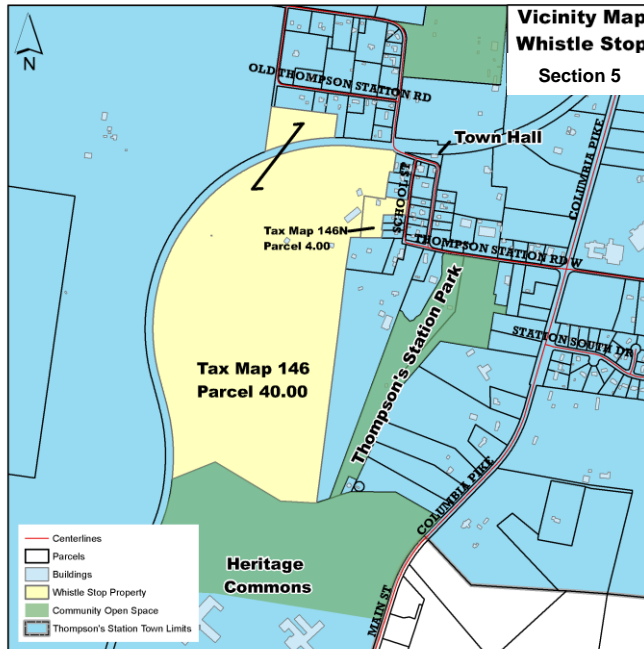 Vicinity Map
Whistle Stop
Section 5
N
OLD THOMPSON STATION RD
Town Hall
COLUMBIA PIKE
SCHOOL ST
Tax Map 146N
Parcel 4.00
THOMPSON STATION RD W
Thompson's Station Park
STATION SOUTH DR
Tax Map 146
Parcel 40.00
COLUMBIA PIKE
Heritage
Commons
MAIN ST
Centerlines
Parcels
Buildings
Whistle Stop Property
Community Open Space
Thompson's Station Town Limits